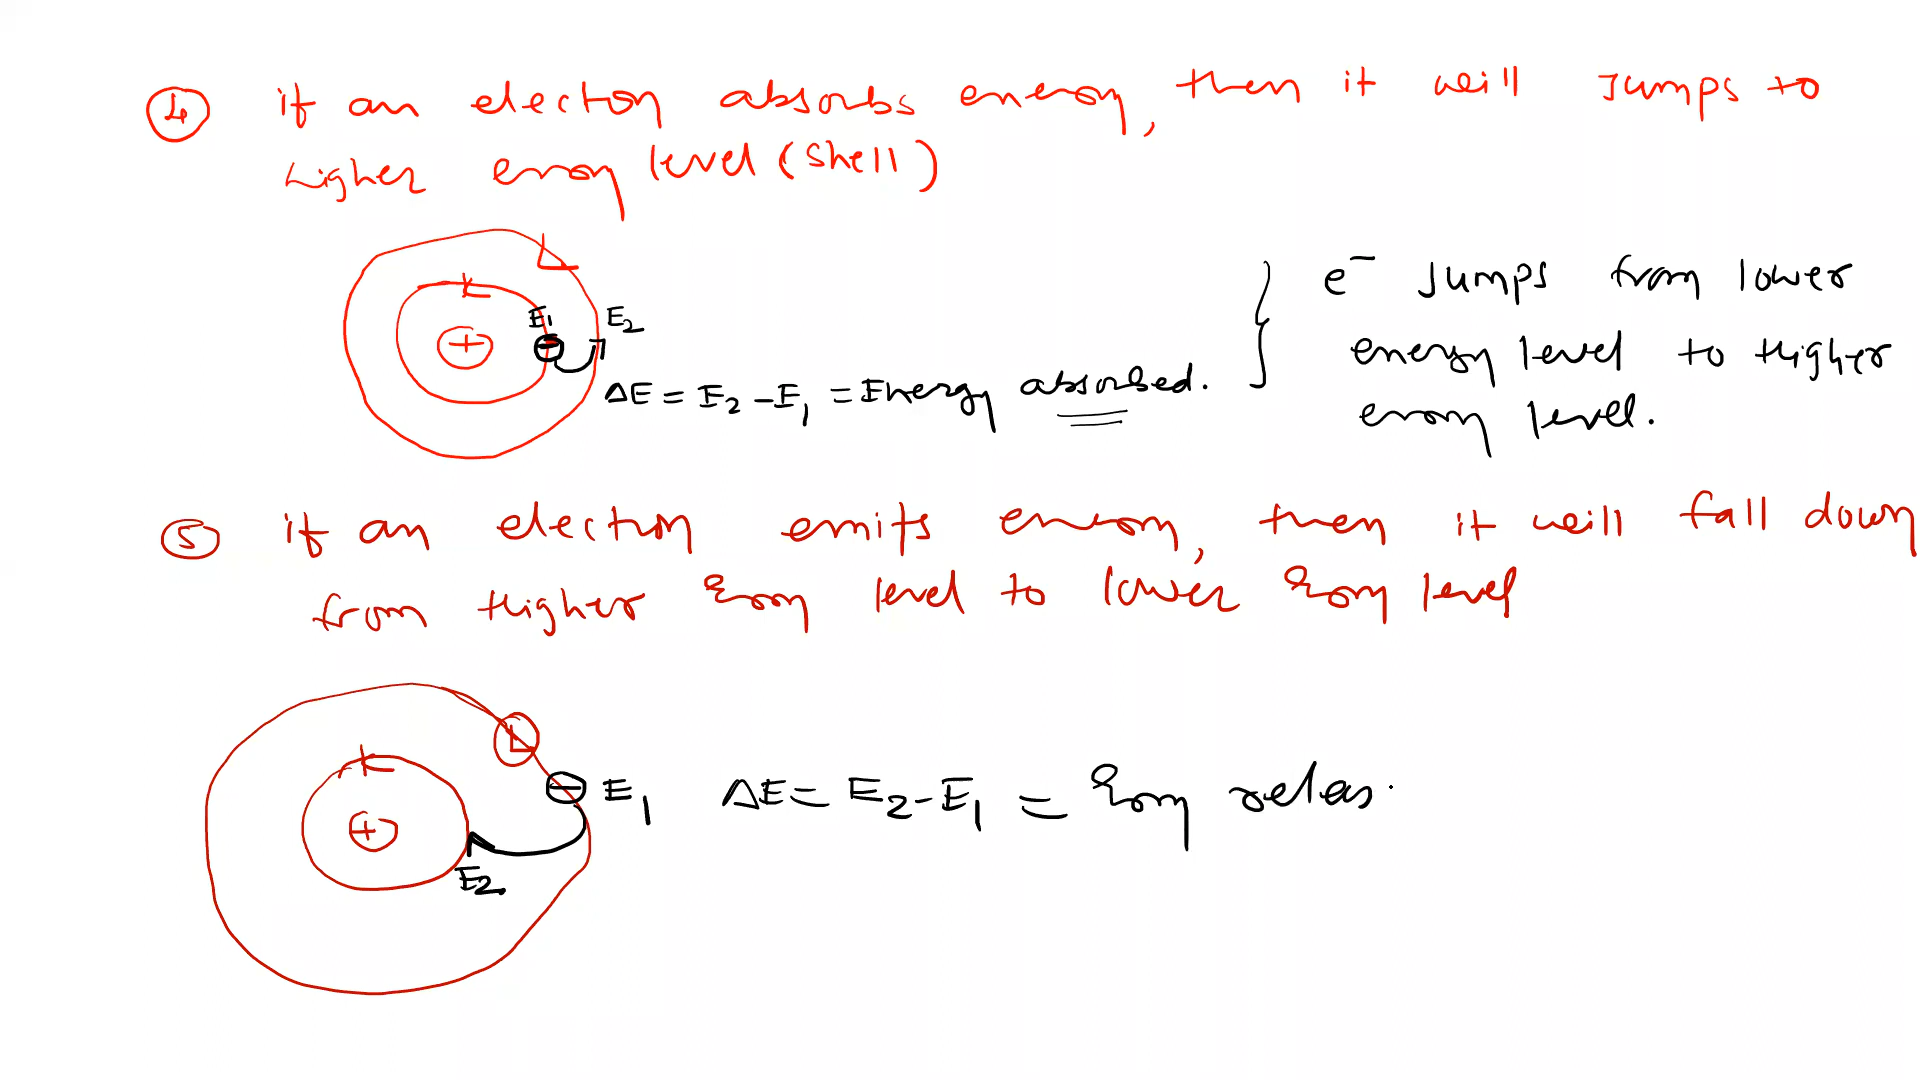 4 if an electron absorbs energy, then it will Jumps to
higher energy level (shell)
L
K
E1
E2
+
-
ΔE = E2 - E1 = Energy absorbed.
e- Jumps from lower
energy level to Higher
energy level.
5 if an electron emits energy, then it will fall down
from Higher Energy level to lower Energy level
L
K
+
-
E1
ΔE = E2 - E1 = Energy releas.
E2